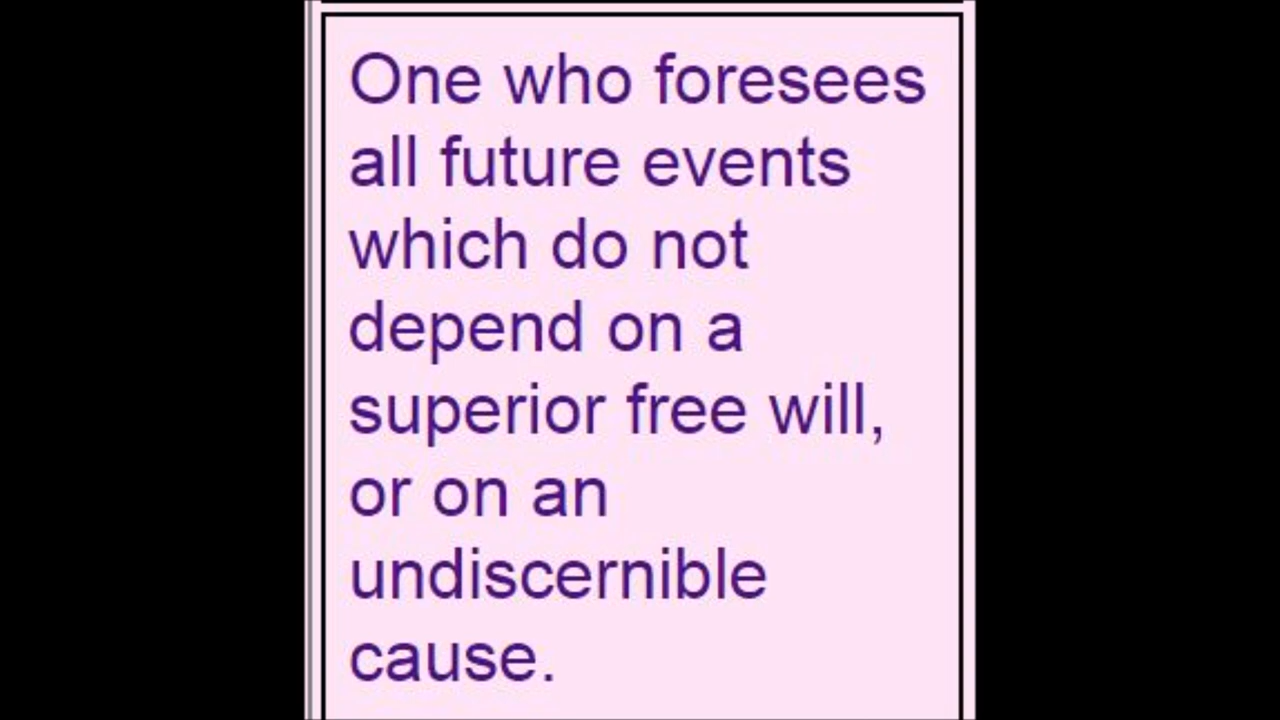 One who foresees
all future events
which do not
depend on a
superior free will,
or on an
undiscernible
cause.